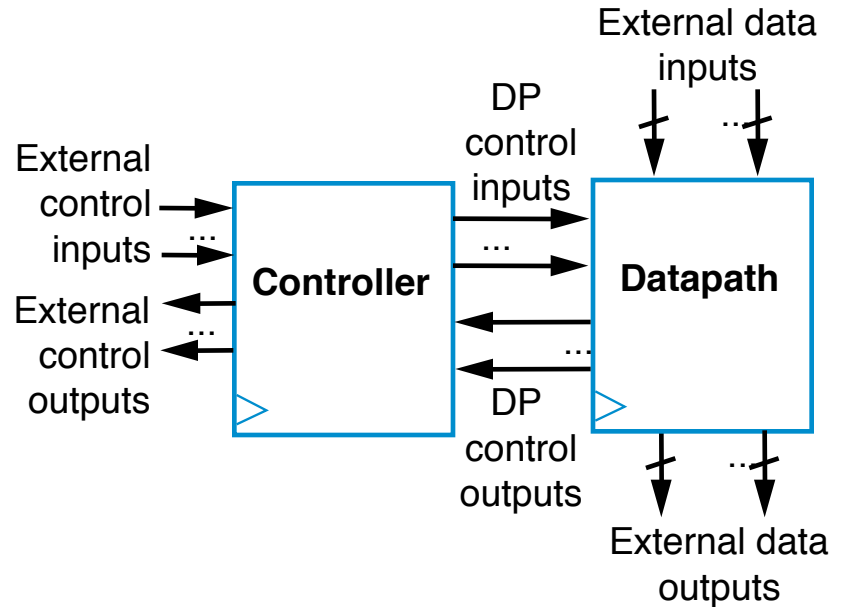 External data
inputs
...
DP
control
inputs
...
External
control
inputs
...
Controller
Datapath
External
control
outputs
...
...
DP
control
outputs
...
External data
outputs